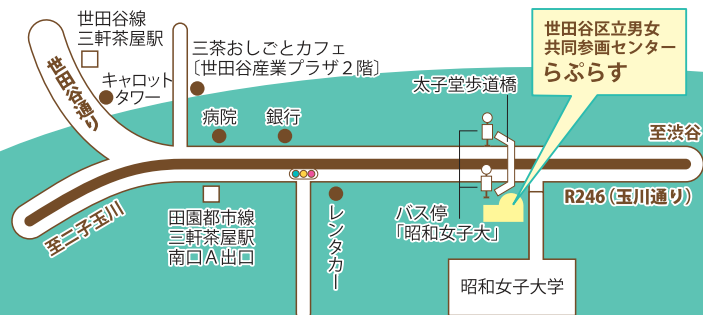 世田谷線
三軒茶屋駅
世田谷通り
キャロット
タワー
三茶おしごとカフェ
〔世田谷産業プラザ２階〕
病院
銀行
太子堂歩道橋
世田谷区立男女
共同参画センター
らぷらす
至渋谷
R246（玉川通り）
至二子玉川
田園都市線
三軒茶屋駅
南口Ａ出口
レンタカー
バス停
「昭和女子大」
昭和女子大学